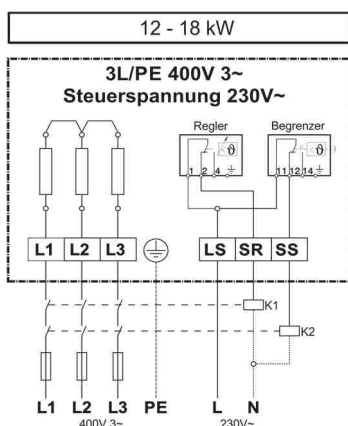 12 - 18 kW
3L/PE 400V 3~
Steuerspannung 230V~
Regler Begrenzer
ϑ ϑ
1 2 4 11 12 14
L1 L2 L3 LS SR SS
K1
K2
L1 L2 L3 PE L N
400V 3~ 230V~